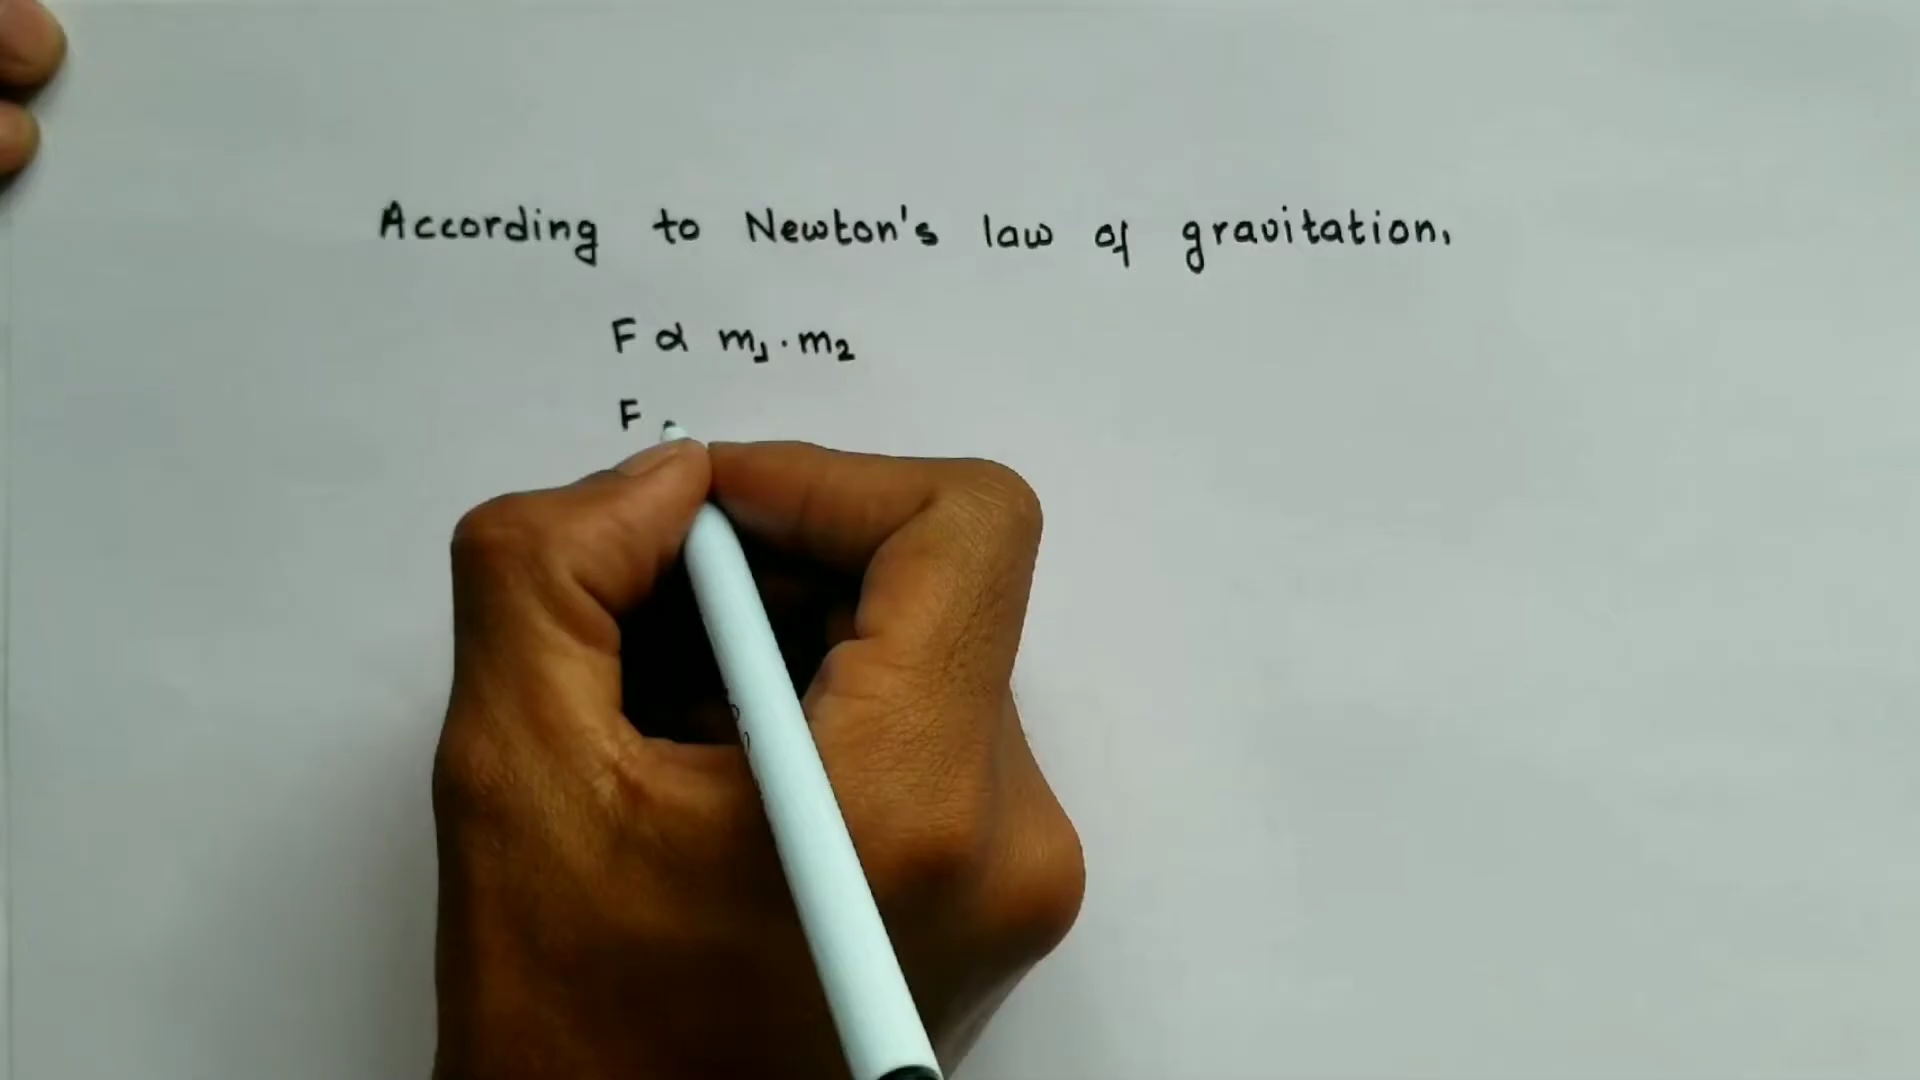 According to Newton's law of gravitation,
F α m₁ · m₂
F